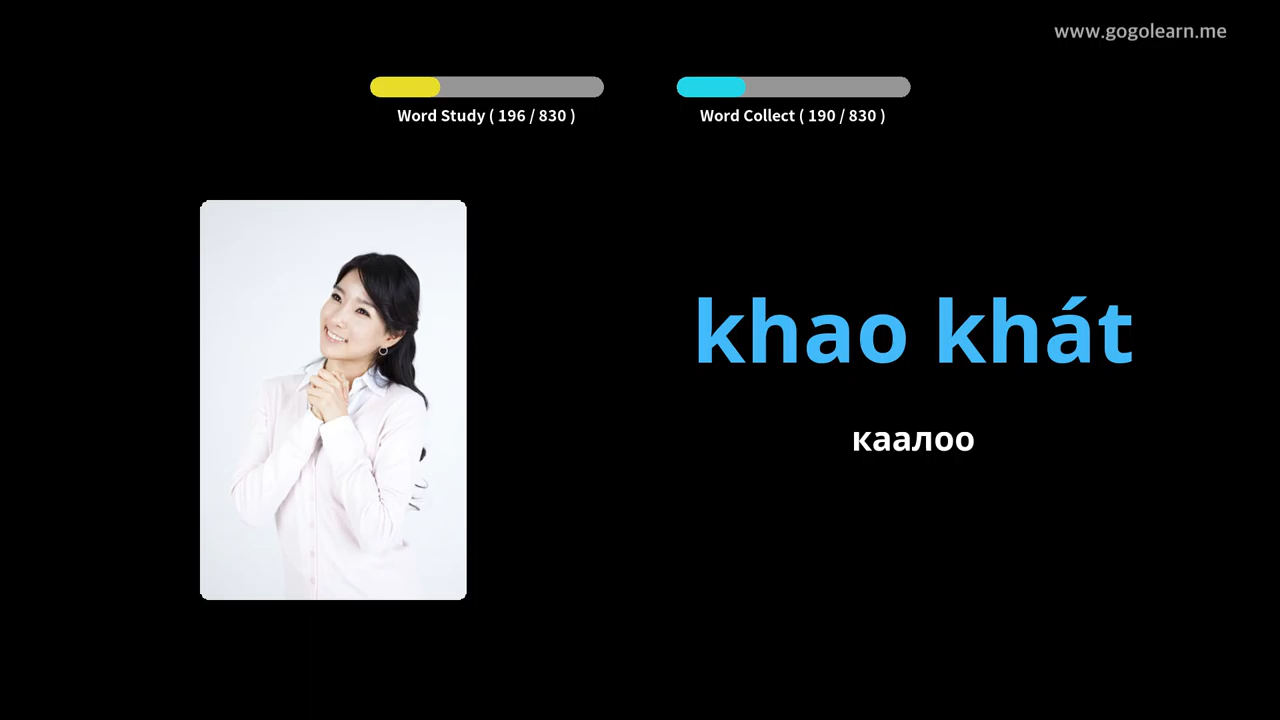 www.gogolearn.me
Word Study ( 196 / 830 )
Word Collect ( 190 / 830 )
khao khát
каалоо